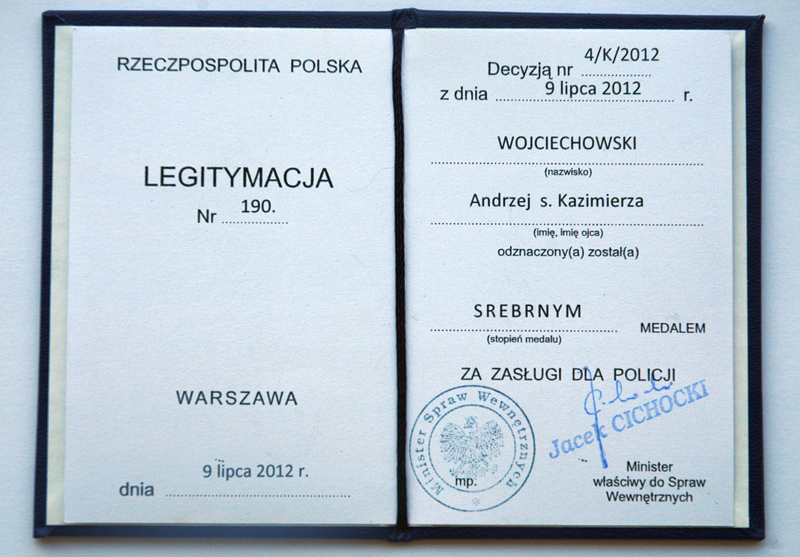 RZECZPOSPOLITA POLSKA
LEGITYMACJA
Nr 190.
WARSZAWA
dnia 9 lipca 2012 r.
Decyzją nr 4/K/2012
z dnia 9 lipca 2012 r.
WOJCIECHOWSKI
(nazwisko)
Andrzej s. Kazimierza
(imię, imię ojca)
odznaczony(a) został(a)
SREBRNYM MEDALEM
(stopień medalu)
ZA ZASŁUGI DLA POLICJI
Minister Spraw Wewnętrznych
mp.
Jacek CICHOCKI
Minister
właściwy do Spraw
Wewnętrznych